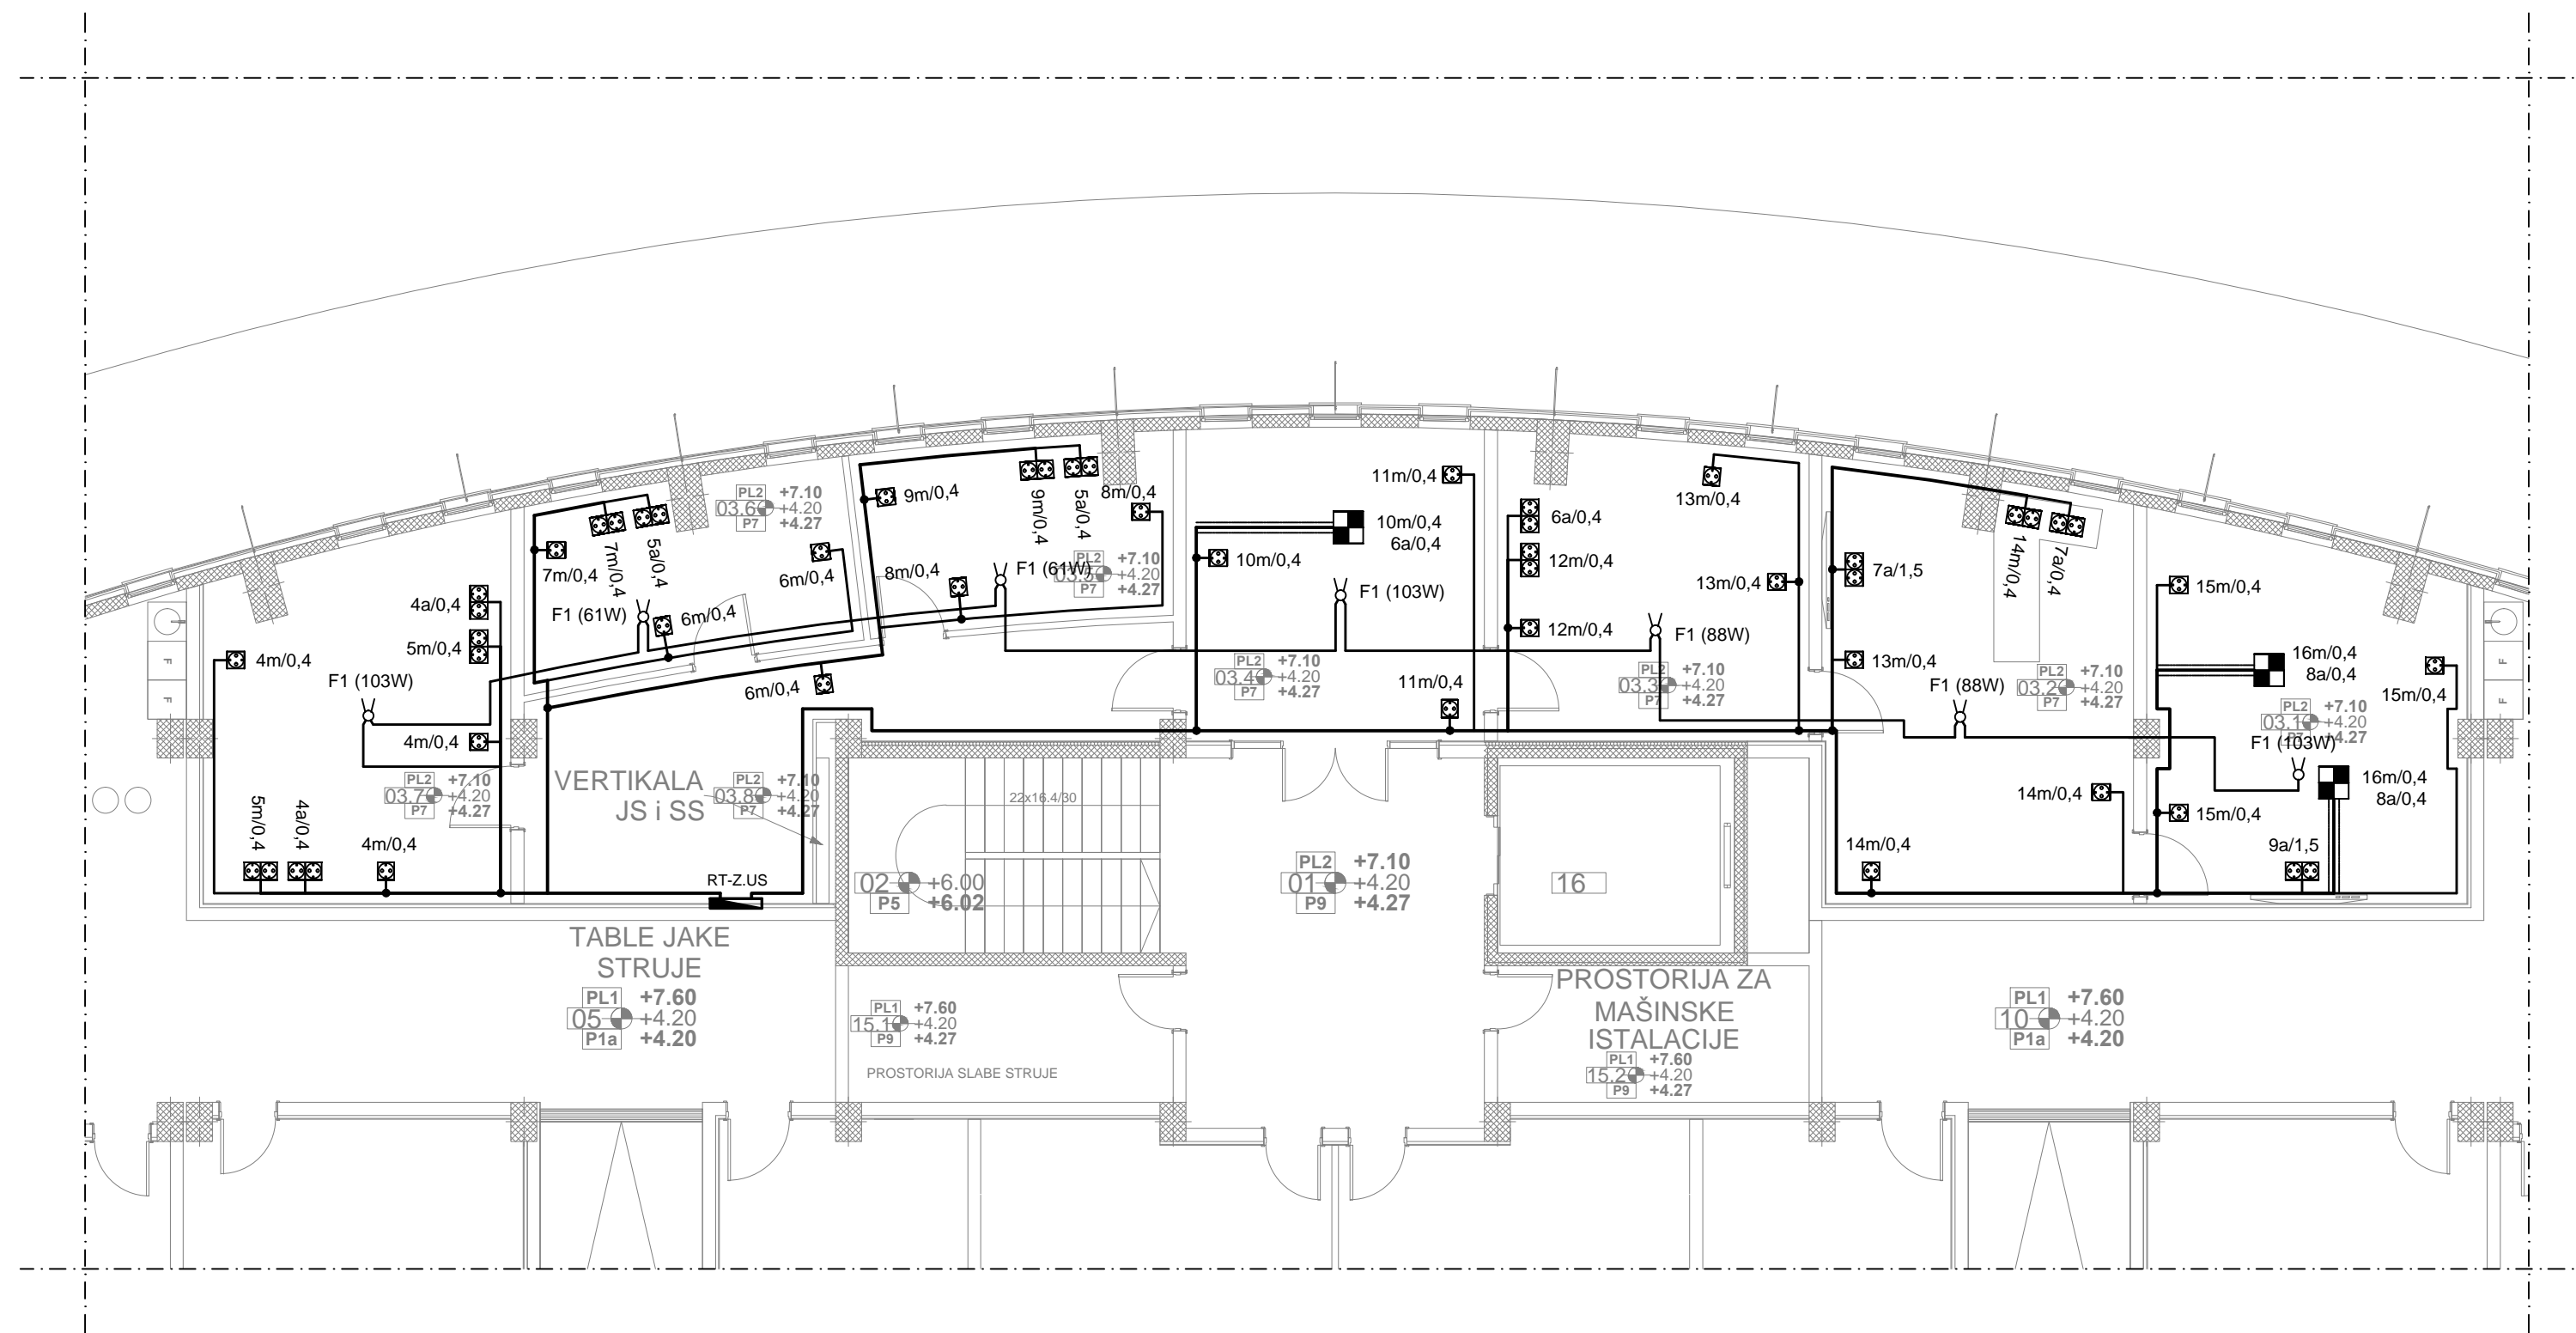 4m/0,4
F1 (103W)
4a/0,4
5m/0,4
4m/0,4
PL2 +7.10
03.7 +4.20
P7 +4.27
5m/0,4
4a/0,4
4m/0,4
F
F
7m/0,4
7m/0,4
5a/0,4
F1 (61W)
PL2 +7.10
03.6 +4.20
P7 +4.27
6m/0,4
6m/0,4
6m/0,4
VERTIKALA
JS i SS
PL2 +7.10
03.8 +4.20
P7 +4.27
RT-Z.US
9m/0,4
9m/0,4
5a/0,4
8m/0,4
8m/0,4
F1 (61W)
PL2 +7.10
03.5 +4.20
P7 +4.27
10m/0,4
10m/0,4
6a/0,4
11m/0,4
F1 (103W)
PL2 +7.10
03.4 +4.20
P7 +4.27
11m/0,4
6a/0,4
12m/0,4
12m/0,4
13m/0,4
13m/0,4
F1 (88W)
PL2 +7.10
03.3 +4.20
P7 +4.27
7a/1,5
13m/0,4
14m/0,4
7a/0,4
F1 (88W)
PL2 +7.10
03.2 +4.20
P7 +4.27
14m/0,4
14m/0,4
15m/0,4
16m/0,4
8a/0,4
15m/0,4
PL2 +7.10
03.1 +4.20
P7 +4.27
F1 (103W)
16m/0,4
8a/0,4
15m/0,4
9a/1,5
F
F
22x16.4/30
02 +6.00
P5 +6.02
PL2 +7.10
01 +4.20
P9 +4.27
16
TABLE JAKE
STRUJE
PL1 +7.60
05 +4.20
P1a +4.20
PL1 +7.60
15.1 +4.20
P9 +4.27
PROSTORIJA SLABE STRUJE
PROSTORIJA ZA
MAŠINSKE
ISTALACIJE
PL1 +7.60
15.2 +4.20
P9 +4.27
PL1 +7.60
10 +4.20
P1a +4.20